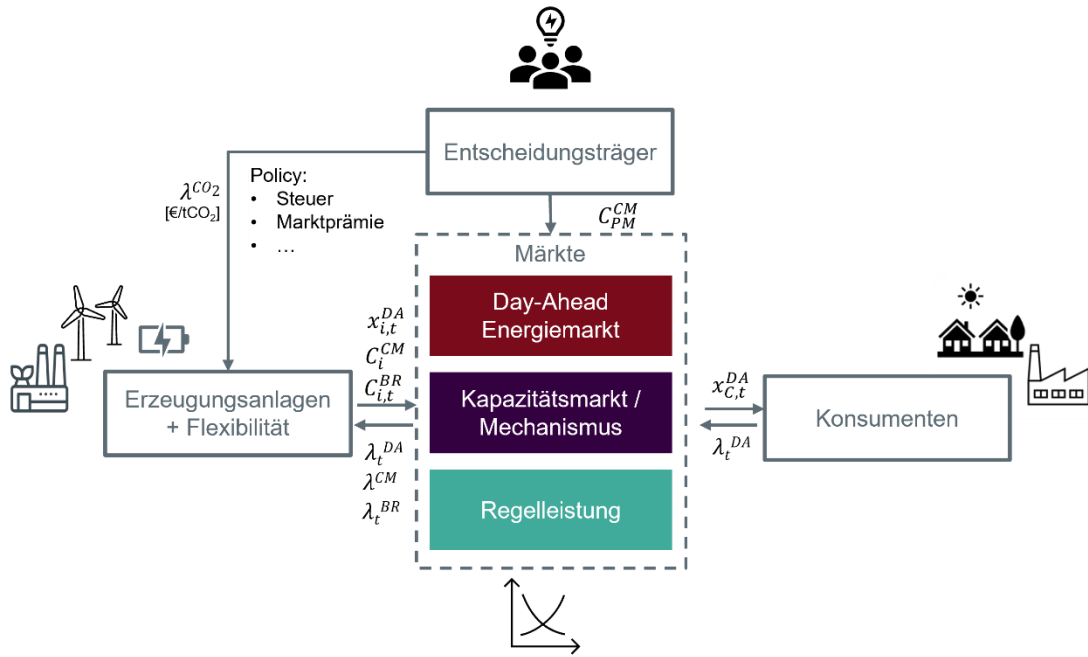 Entscheidungsträger
λ^{CO_2}
[€/tCO₂]
Policy:
• Steuer
• Marktprämie
• …
C_{PM}^{CM}
Märkte
Day-Ahead
Energiemarkt
Kapazitätsmarkt /
Mechanismus
Regelleistung
Erzeugungsanlagen
+ Flexibilität
x_{i,t}^{DA}
C_i^{CM}
C_{i,t}^{BR}
λ_t^{DA}
λ^{CM}
λ_t^{BR}
x_{C,t}^{DA}
λ_t^{DA}
Konsumenten